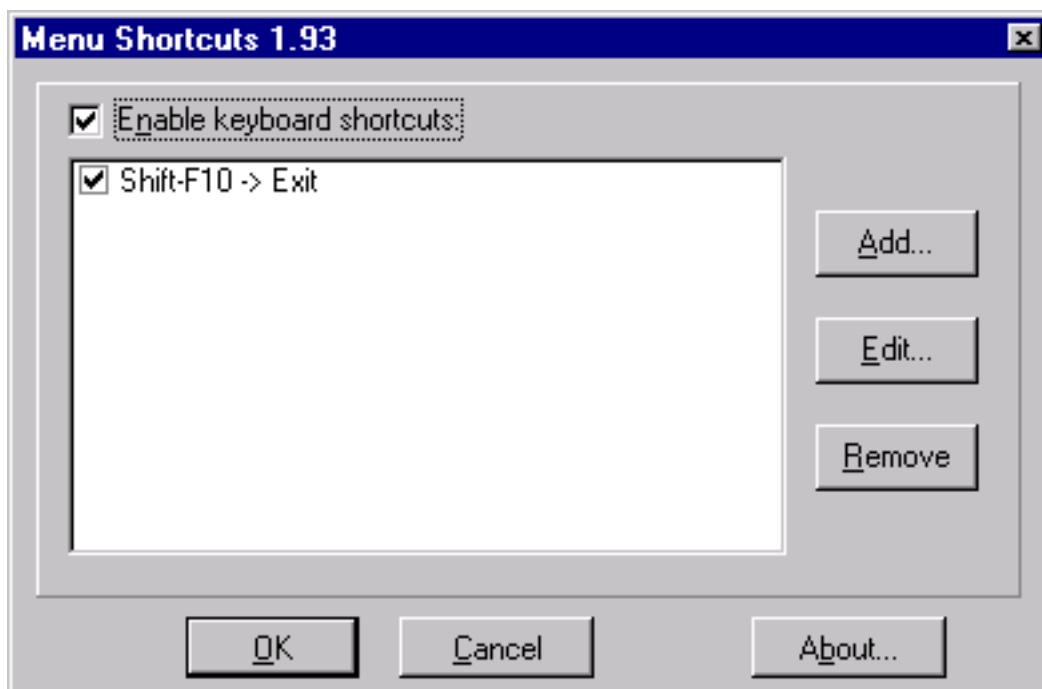 Menu Shortcuts 1.93
Enable keyboard shortcuts:
Shift-F10 -> Exit
Add...
Edit...
Remove
OK
Cancel
About...